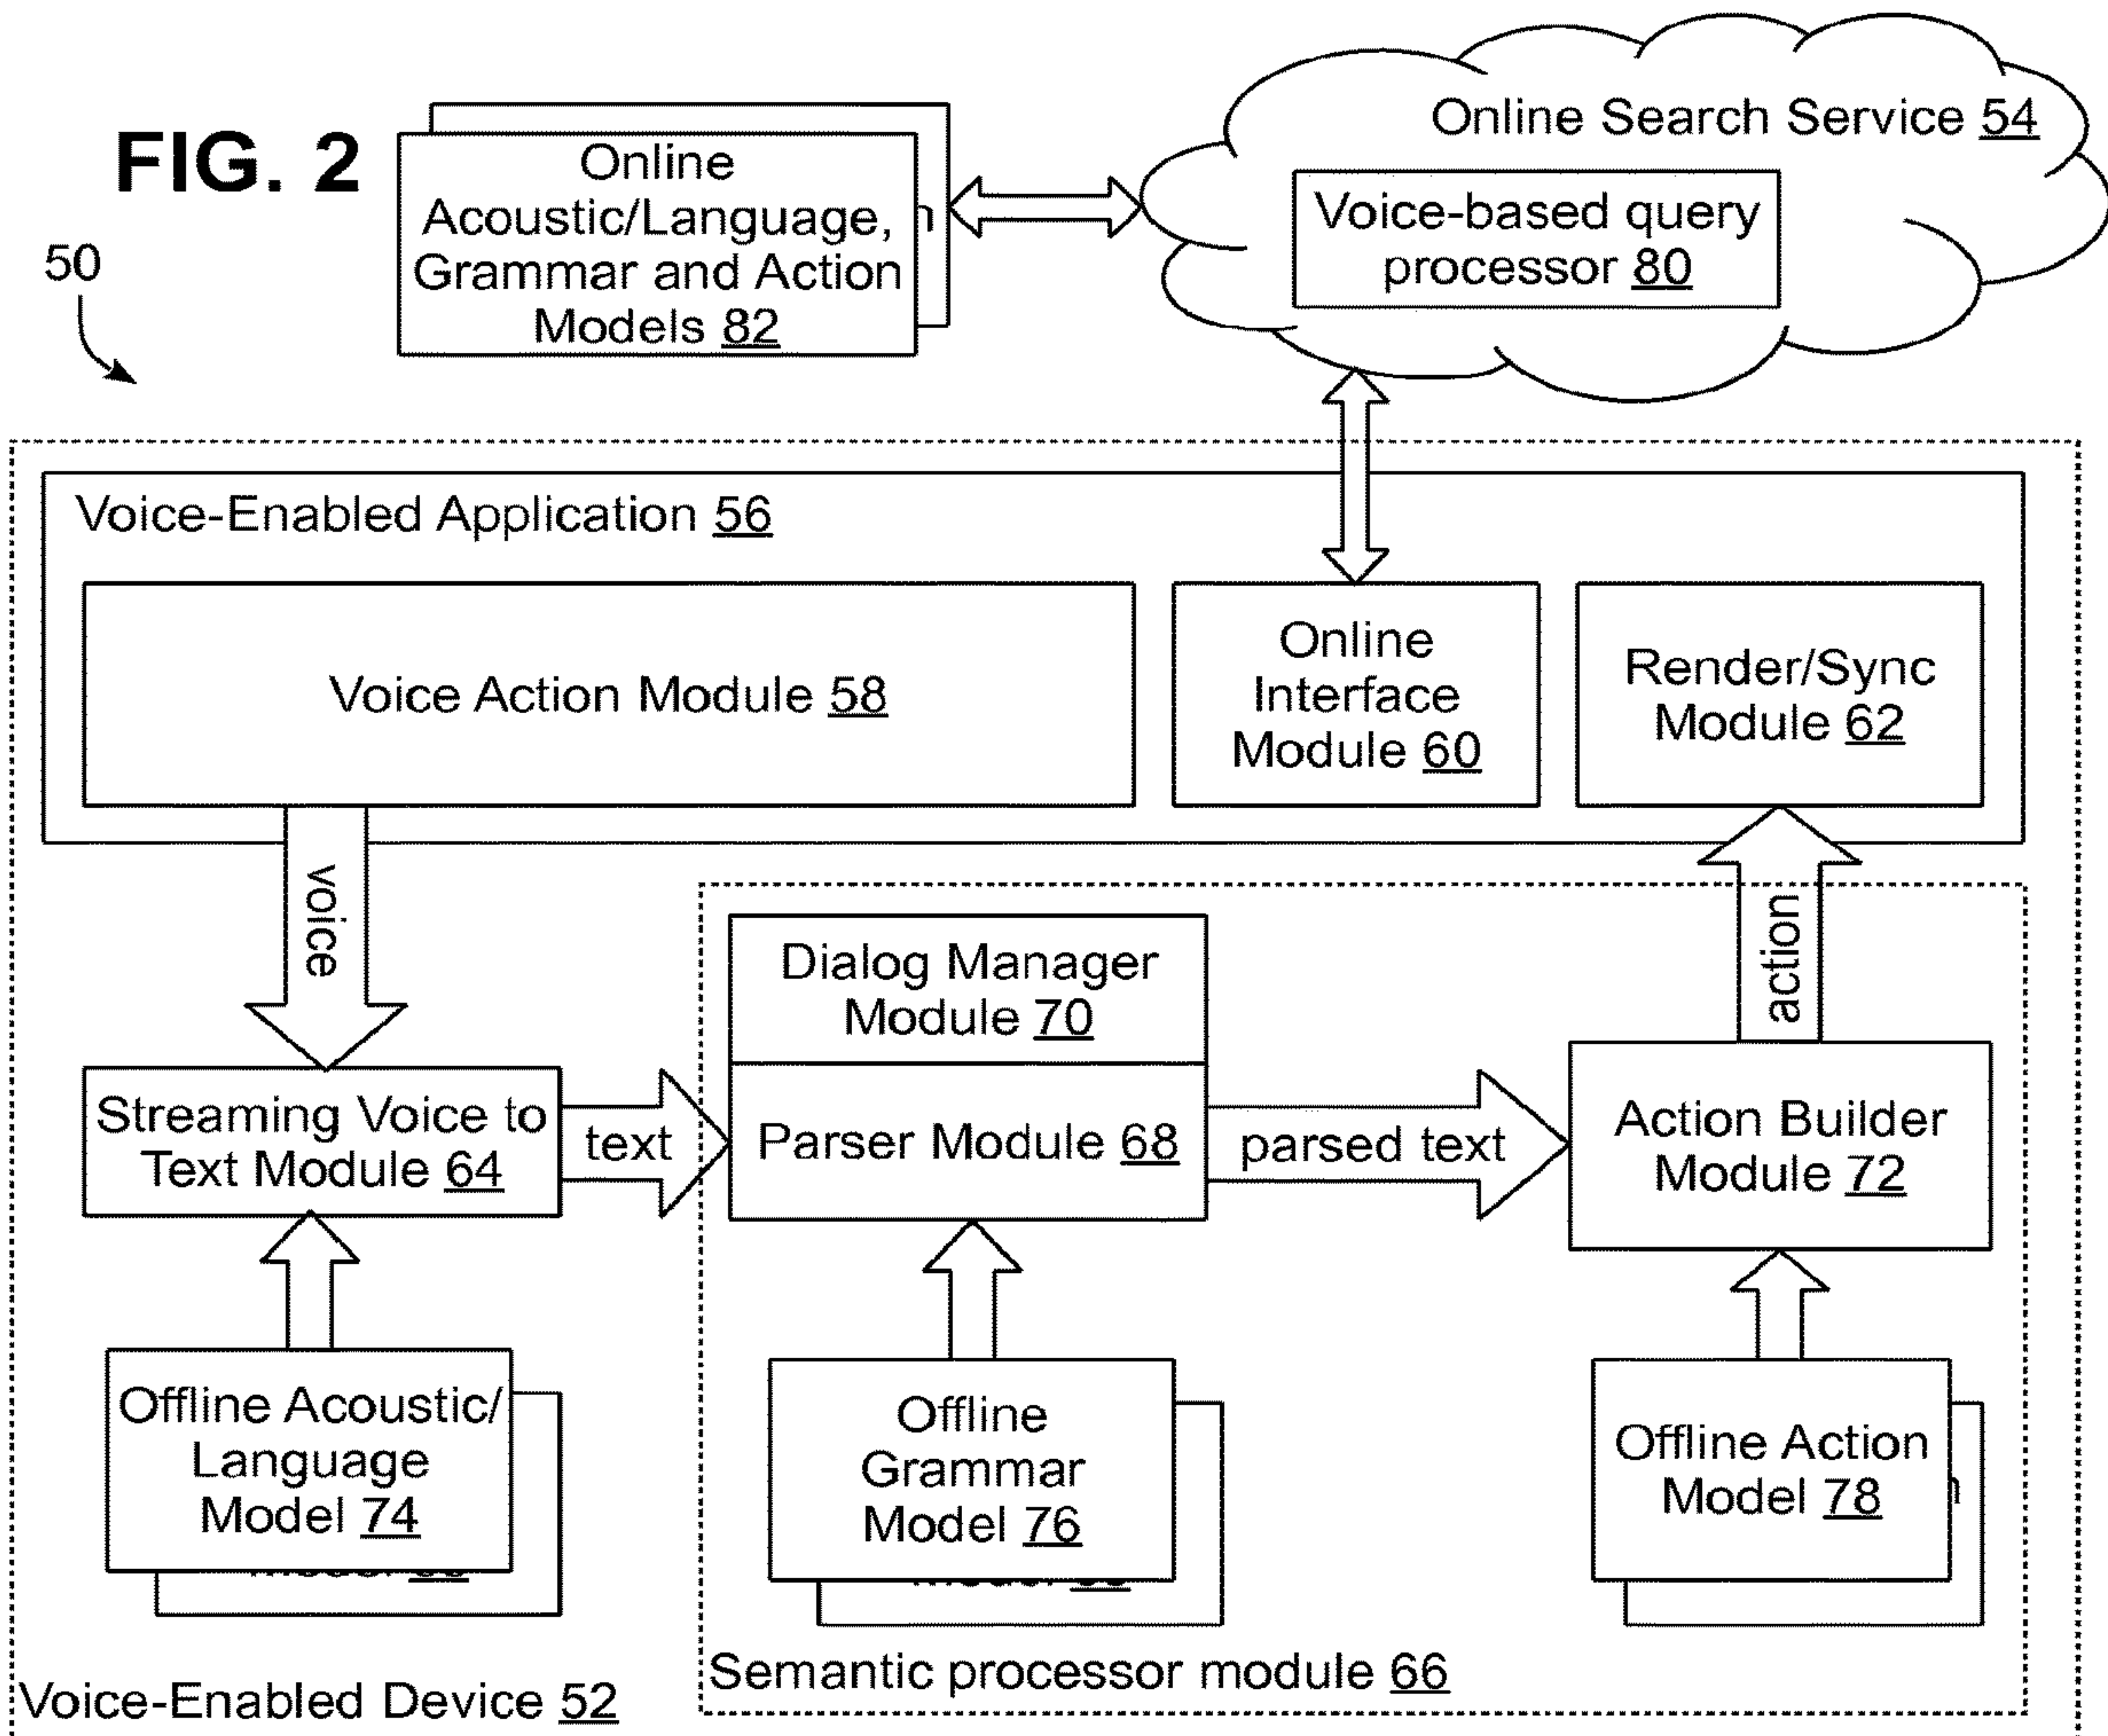 FIG. 2
50
Online
Acoustic/Language,
Grammar and Action
Models 82
Online Search Service 54
Voice-based query
processor 80
Voice-Enabled Application 56
Voice Action Module 58
Online
Interface
Module 60
Render/Sync
Module 62
voice
action
Dialog Manager
Module 70
Streaming Voice to
Text Module 64
text
Parser Module 68
parsed text
Action Builder
Module 72
Offline Acoustic/
Language
Model 74
Offline
Grammar
Model 76
Offline Action
Model 78
Semantic processor module 66
Voice-Enabled Device 52